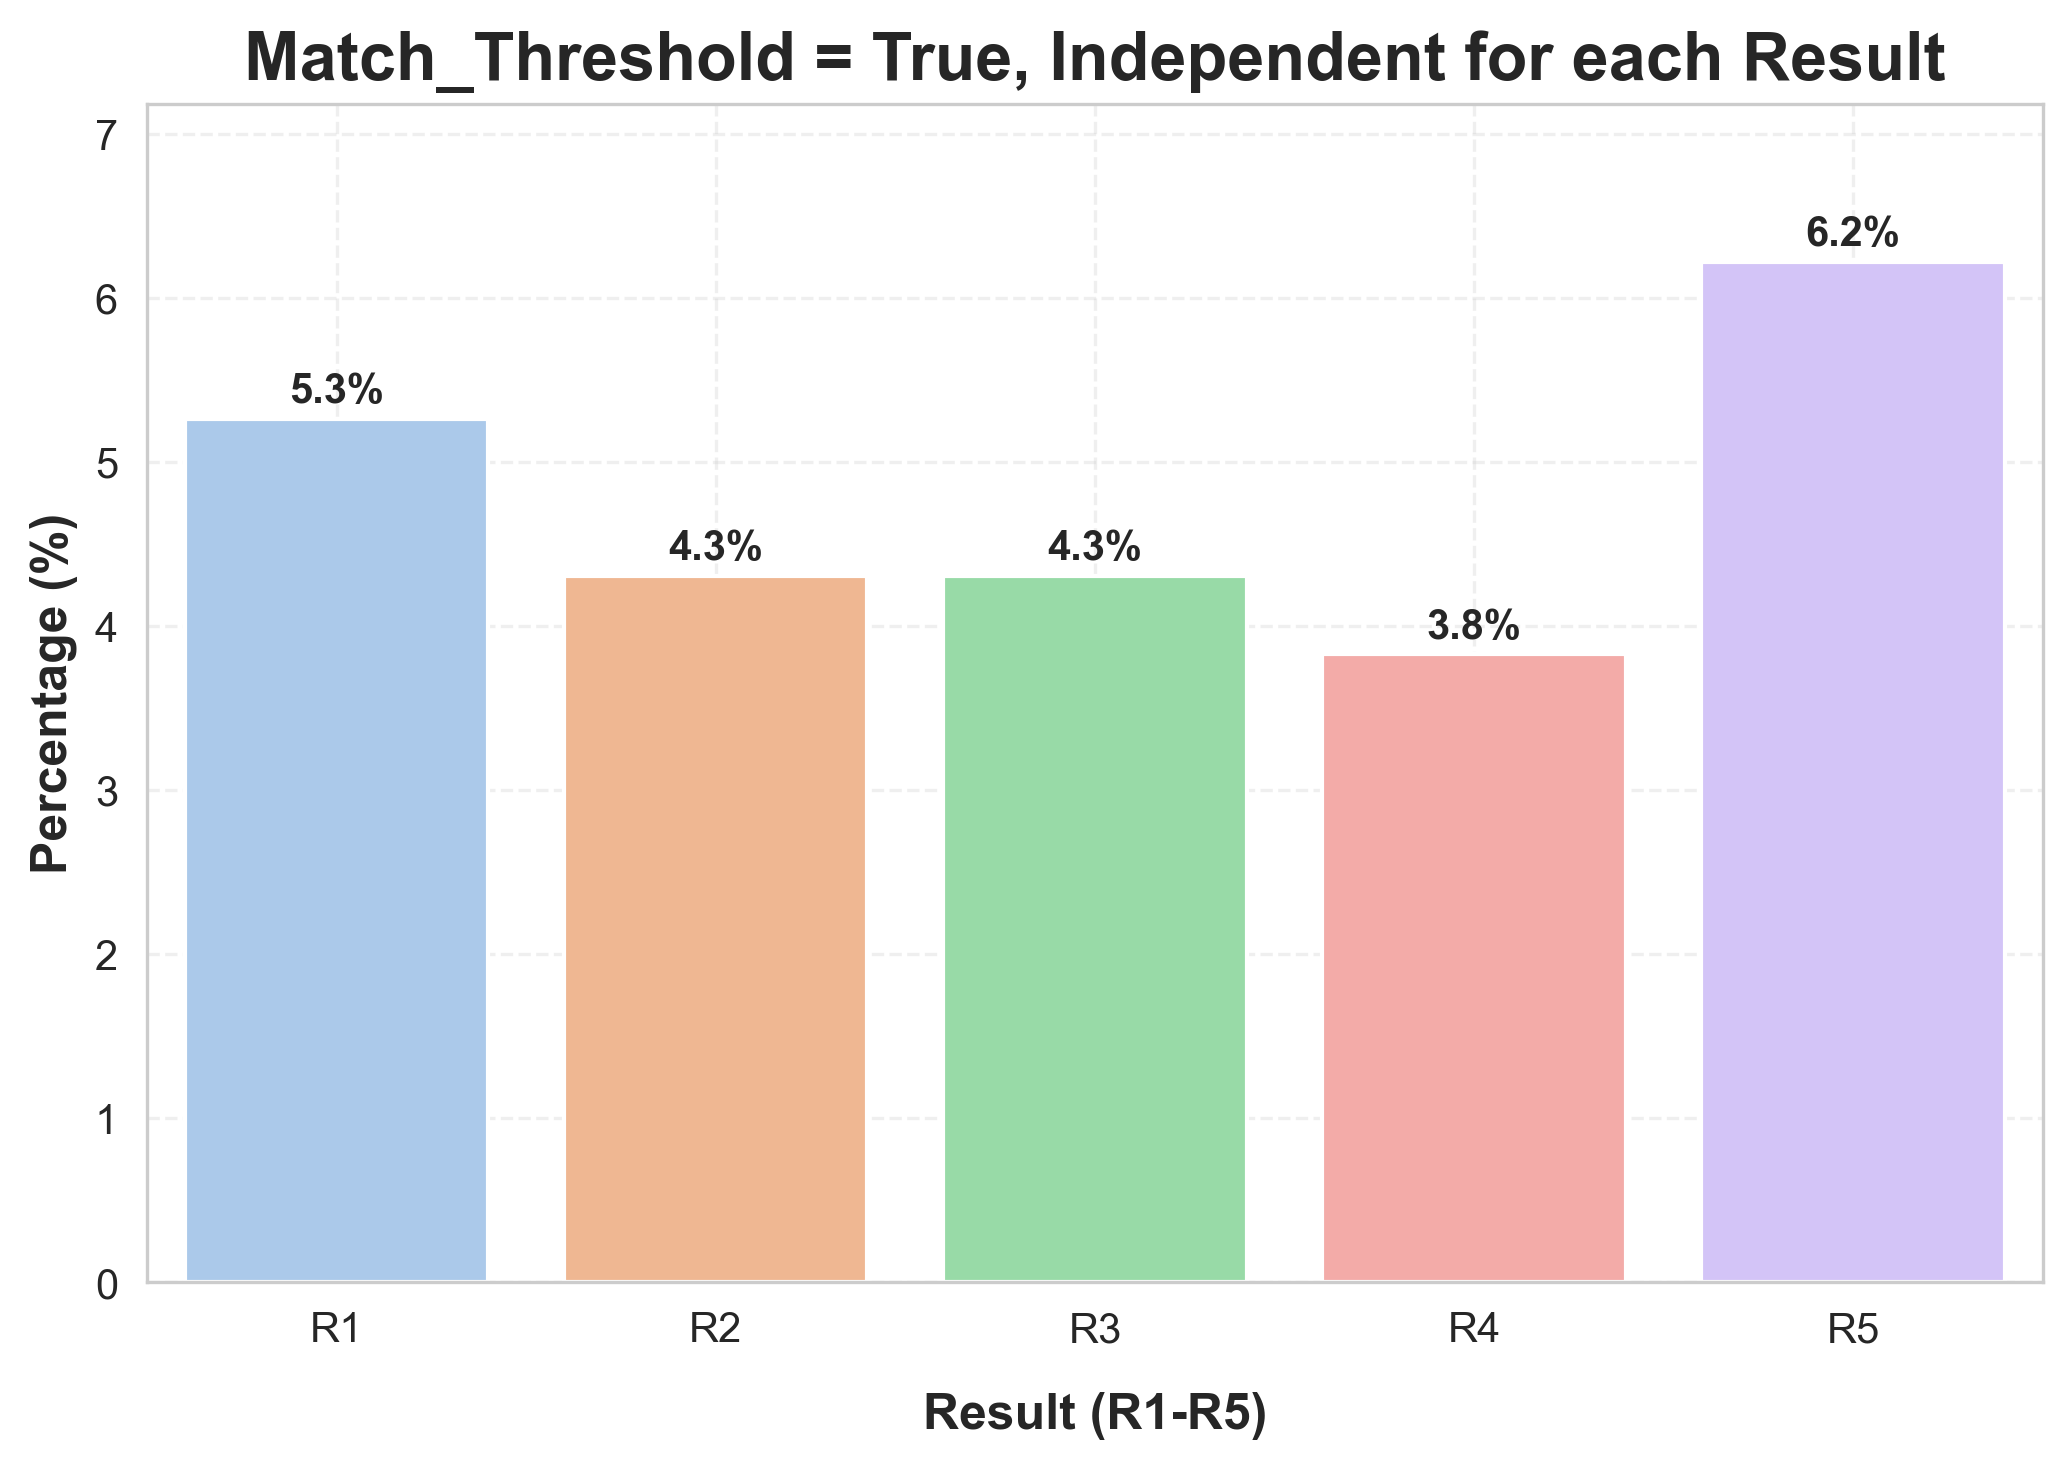 Match_Threshold = True, Independent for each Result
7
6
5
4
3
2
1
0
Percentage (%)
5.3%
4.3%
4.3%
3.8%
6.2%
R1
R2
R3
R4
R5
Result (R1-R5)